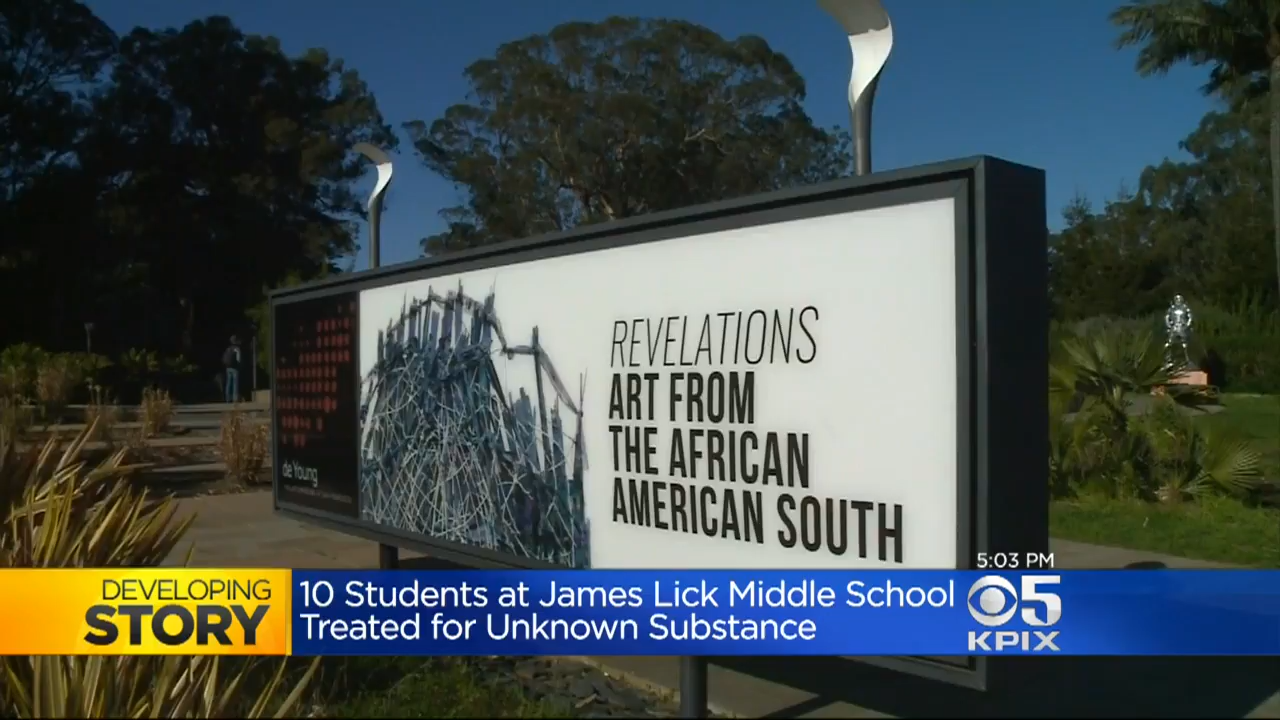 REVELATIONS
ART FROM
THE AFRICAN
AMERICAN SOUTH
de Young
5:03 PM
DEVELOPING
STORY
10 Students at James Lick Middle School
Treated for Unknown Substance
5
KPIX